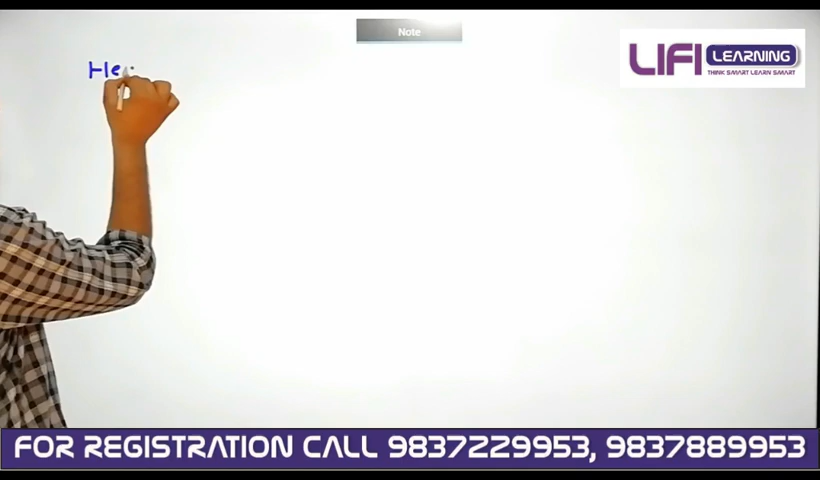 Note
LIFI LEARNING
THINK SMART LEARN SMART
He
FOR REGISTRATION CALL 9837229953, 9837889953